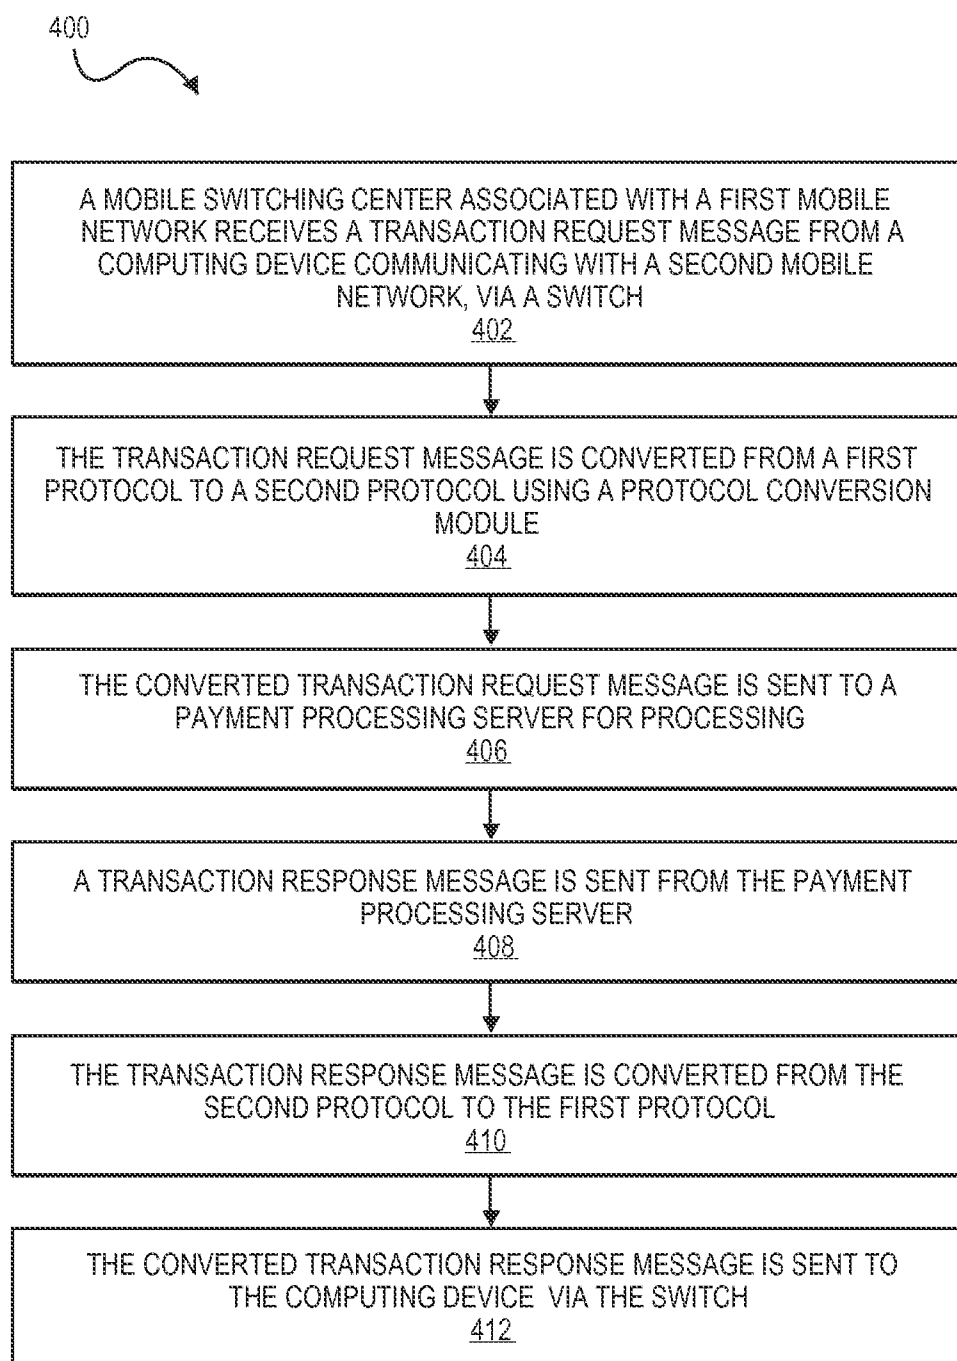 400
A MOBILE SWITCHING CENTER ASSOCIATED WITH A FIRST MOBILE
NETWORK RECEIVES A TRANSACTION REQUEST MESSAGE FROM A
COMPUTING DEVICE COMMUNICATING WITH A SECOND MOBILE
NETWORK, VIA A SWITCH
402
THE TRANSACTION REQUEST MESSAGE IS CONVERTED FROM A FIRST
PROTOCOL TO A SECOND PROTOCOL USING A PROTOCOL CONVERSION
MODULE
404
THE CONVERTED TRANSACTION REQUEST MESSAGE IS SENT TO A
PAYMENT PROCESSING SERVER FOR PROCESSING
406
A TRANSACTION RESPONSE MESSAGE IS SENT FROM THE PAYMENT
PROCESSING SERVER
408
THE TRANSACTION RESPONSE MESSAGE IS CONVERTED FROM THE
SECOND PROTOCOL TO THE FIRST PROTOCOL
410
THE CONVERTED TRANSACTION RESPONSE MESSAGE IS SENT TO
THE COMPUTING DEVICE VIA THE SWITCH
412